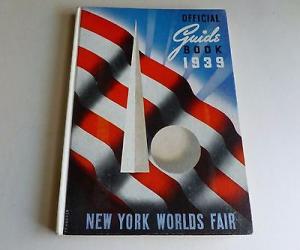 OFFICIAL
Guide
BOOK
1939
NEW YORK WORLDS FAIR